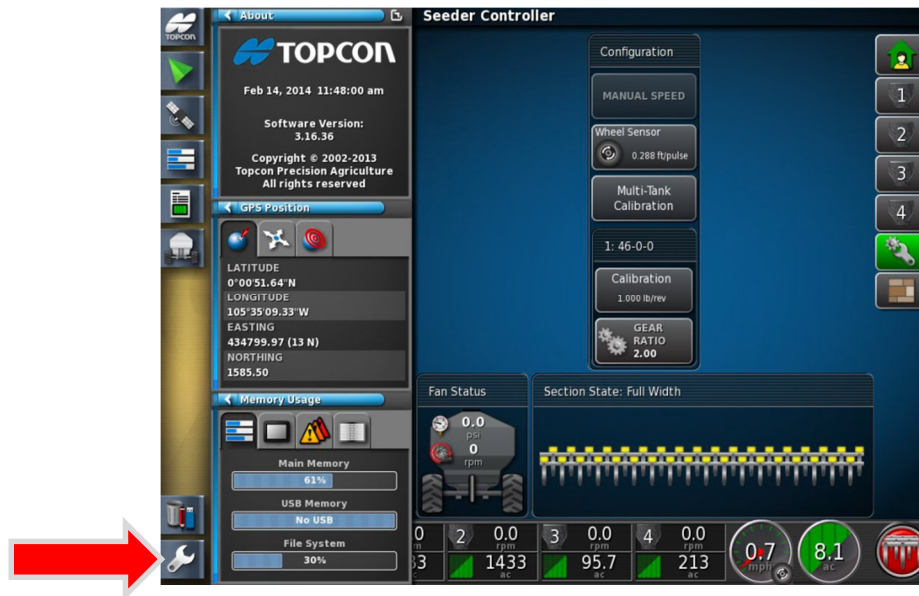 About
Seeder Controller
TOPCON
TOPCON
Feb 14, 2014 11:48:00 am
Software Version:
3.16.36
Copyright © 2002-2013
Topcon Precision Agriculture
All rights reserved
GPS Position
LATITUDE
0°00'51.64"N
LONGITUDE
105°35'09.33"W
EASTING
434799.97 (13 N)
NORTHING
1585.50
Memory Usage
Main Memory
61%
USB Memory
No USB
File System
30%
Configuration
MANUAL SPEED
Wheel Sensor
0.288 ft/pulse
Multi-Tank
Calibration
1: 46-0-0
Calibration
1.000 lb/rev
GEAR
RATIO
2.00
1
2
3
4
Fan Status
0.0
psi
0
rpm
Section State: Full Width
2 0.0 3 0.0 4 0.0
rpm rpm rpm
1433 95.7 213
ac ac ac
0.7
mph
8.1
ac